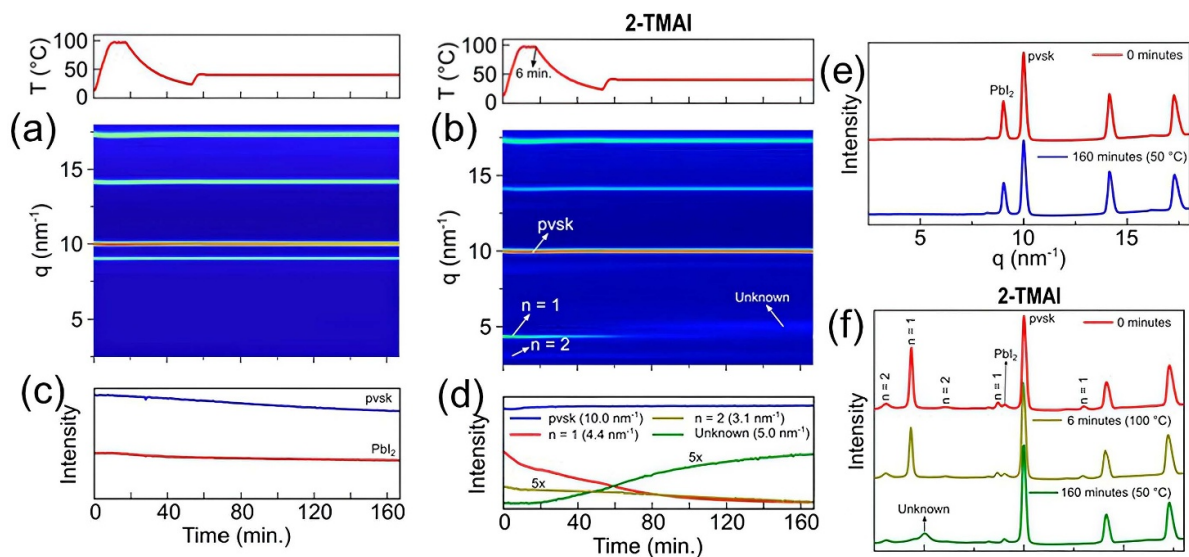 2-TMAI
T (°C)
100
50
0
T (°C)
100
50
0
6 min.
(a)
q (nm⁻¹)
15
10
5
(b)
q (nm⁻¹)
15
10
5
pvsk
n = 1
n = 2
Unknown
(c)
Intensity
pvsk
PbI₂
0 40 80 120 160
Time (min.)
(d)
Intensity
pvsk (10.0 nm⁻¹)
n = 2 (3.1 nm⁻¹)
n = 1 (4.4 nm⁻¹)
Unknown (5.0 nm⁻¹)
5x
5x
0 40 80 120 160
Time (min.)
(e)
pvsk
0 minutes
PbI₂
160 minutes (50 °C)
Intensity
5 10 15
q (nm⁻¹)
2-TMAI
(f)
pvsk
0 minutes
n = 2
n = 1
n = 2
n = 1
PbI₂
n = 1
6 minutes (100 °C)
160 minutes (50 °C)
Unknown
Intensity